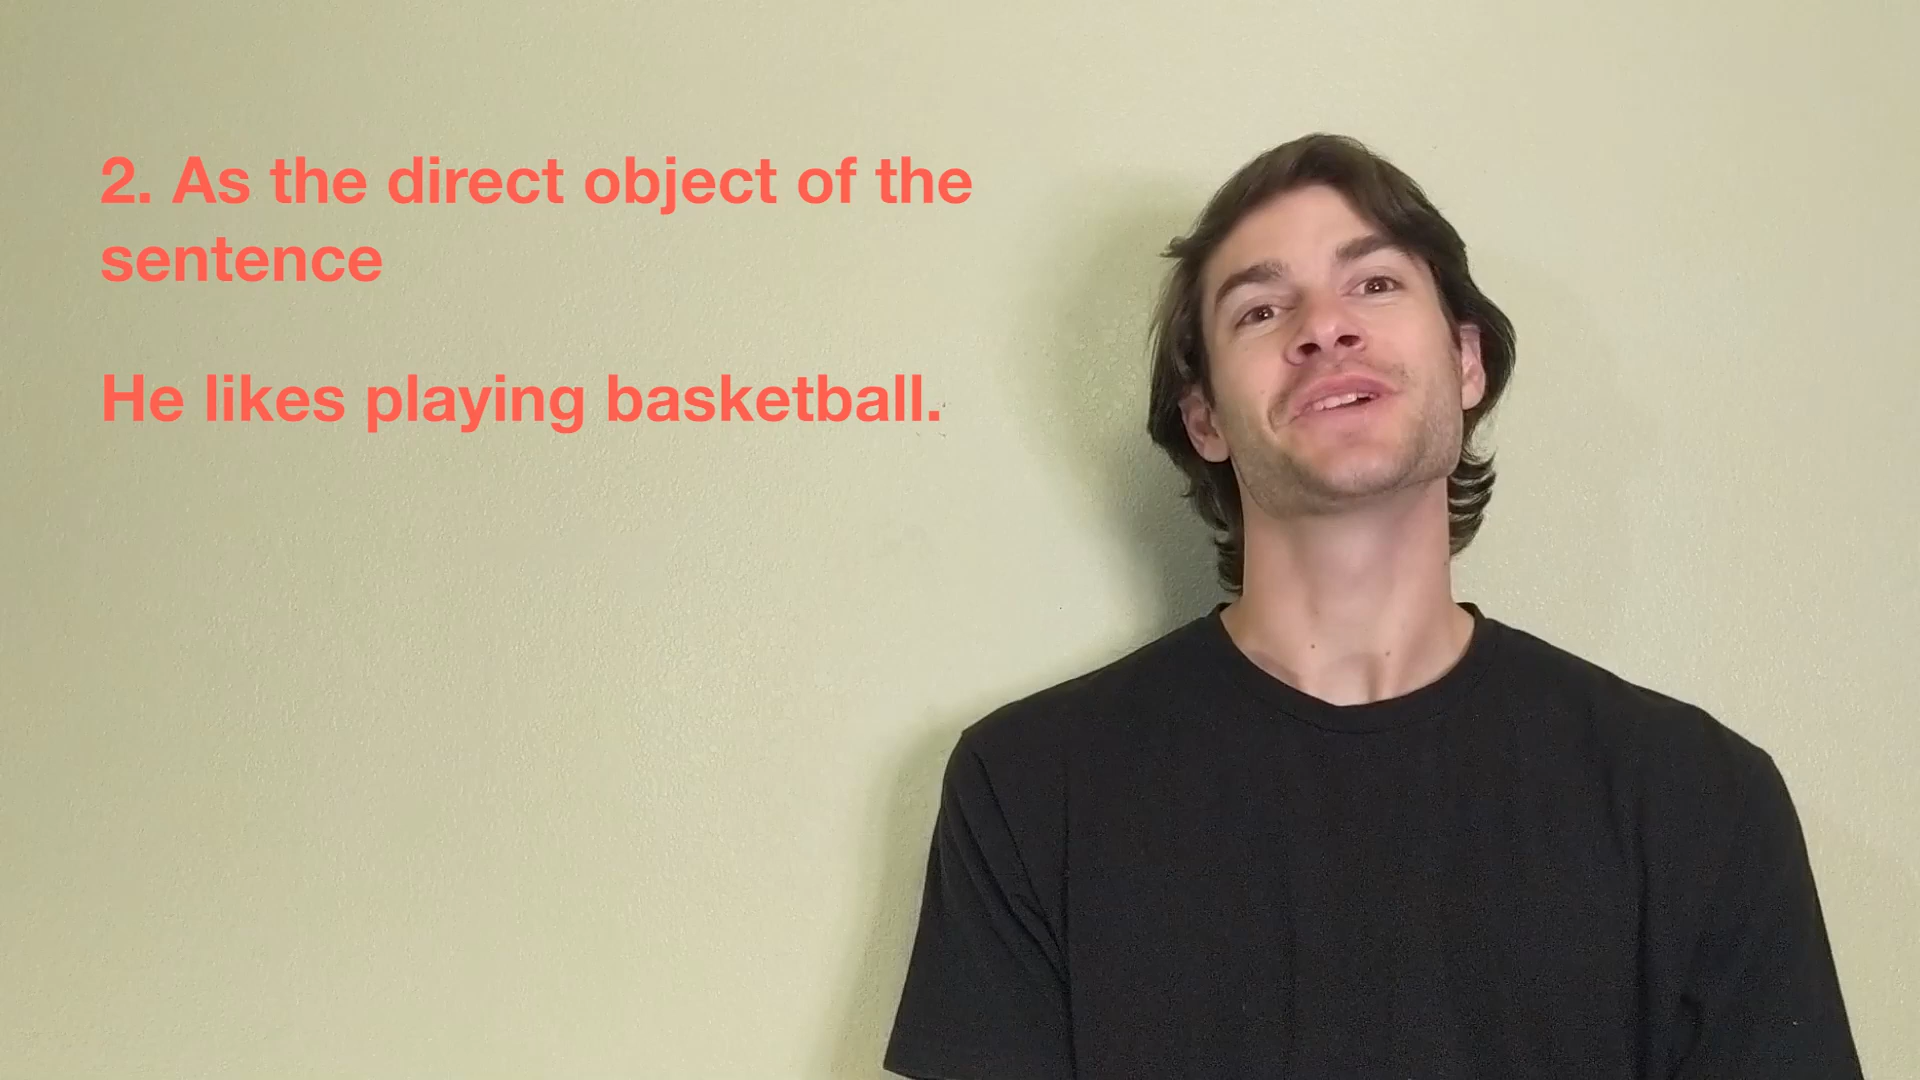 2. As the direct object of the
sentence
He likes playing basketball.